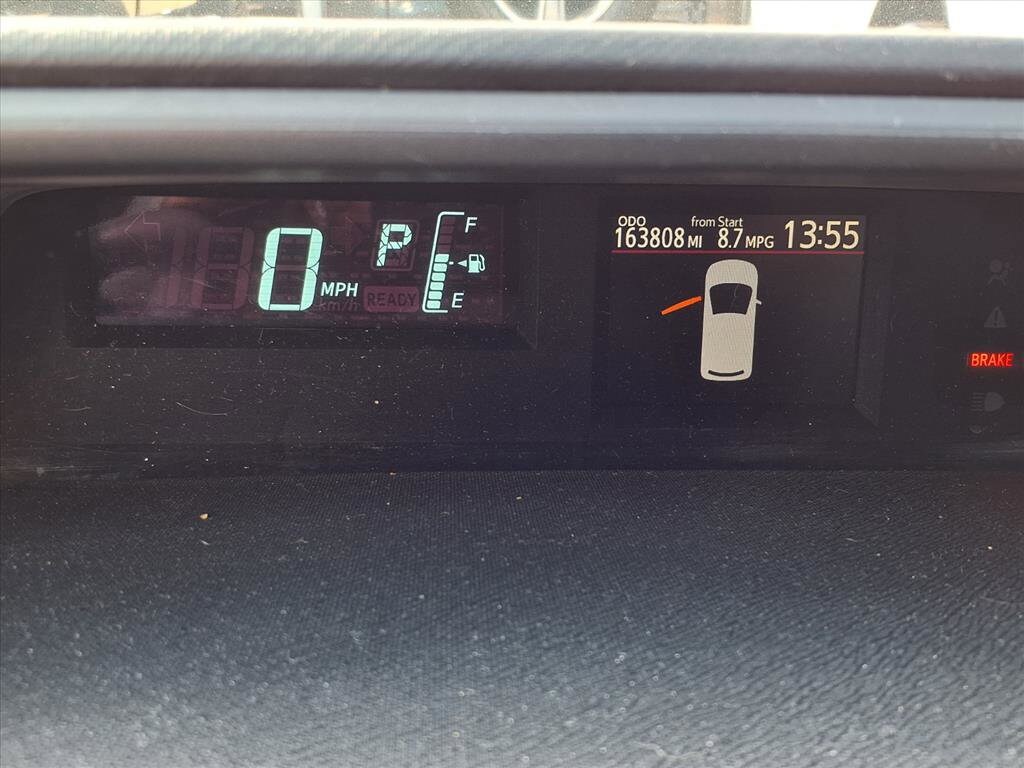 0 MPH
km/h
P
READY
F
E
ODO from Start
163808 MI 8.7 MPG 13:55
BRAKE